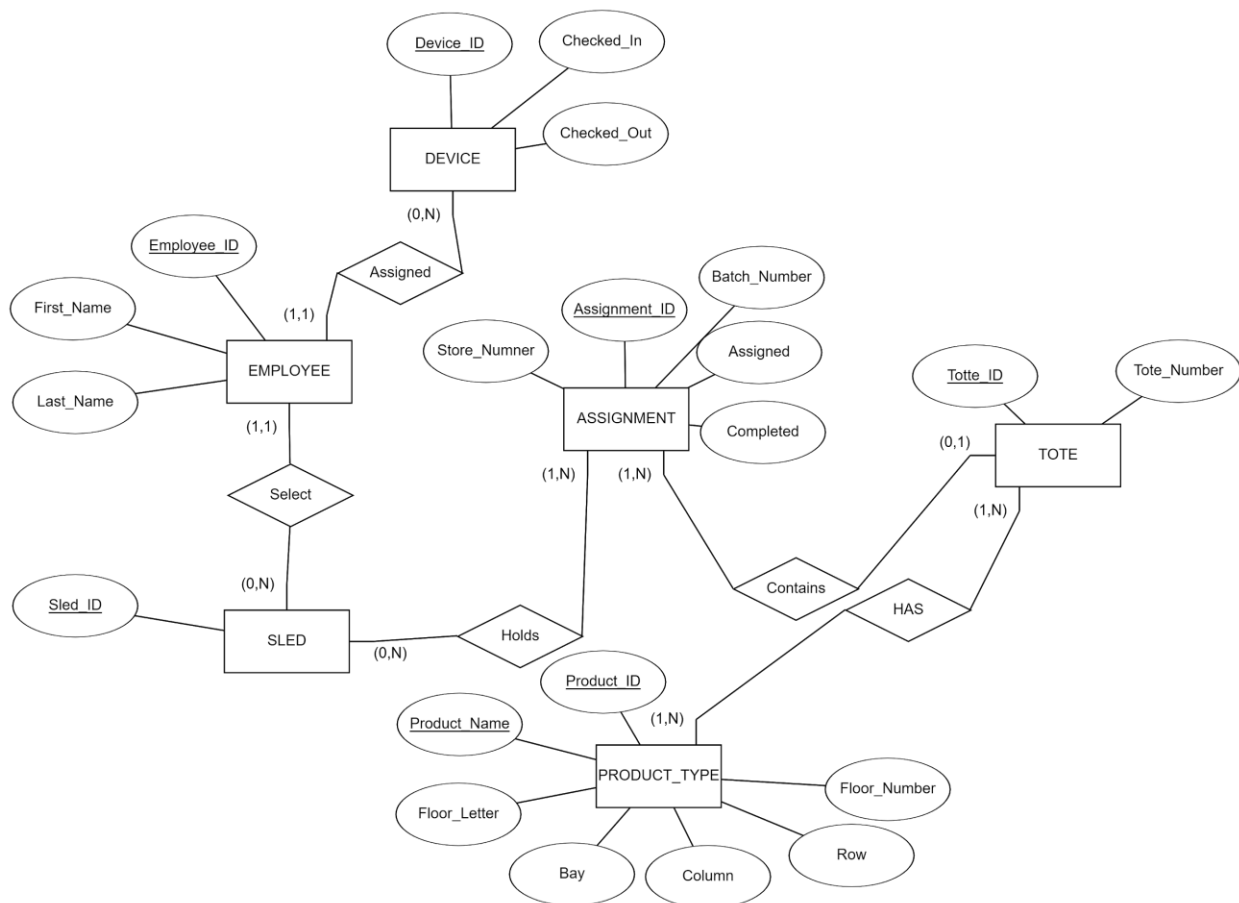 Device_ID
Checked_In
Checked_Out
DEVICE
(0,N)
Employee_ID
Assigned
First_Name
(1,1)
Last_Name
EMPLOYEE
(1,1)
Select
(0,N)
Sled_ID
SLED
(0,N)
Holds
Batch_Number
Assignment_ID
Store_Numner
Assigned
ASSIGNMENT
Completed
(1,N)
(1,N)
Totte_ID
Tote_Number
(0,1)
TOTE
(1,N)
Contains
HAS
Product_ID
(1,N)
Product_Name
PRODUCT_TYPE
Floor_Number
Floor_Letter
Row
Bay
Column